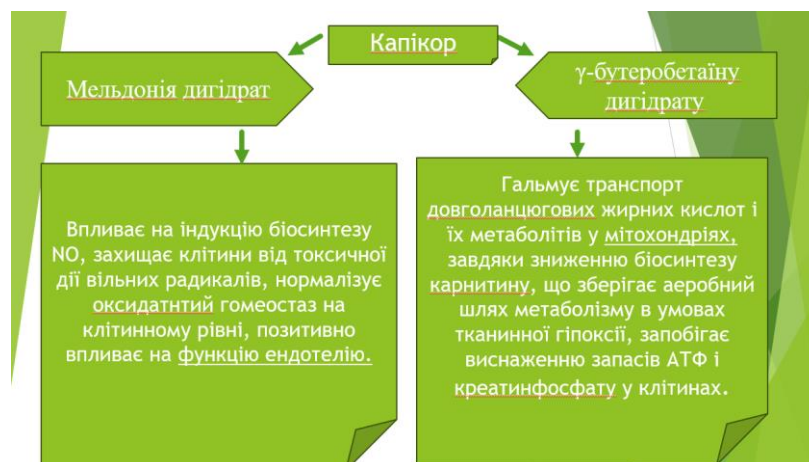 Капікор
Мельдонія дигідрат
γ-бутеробетаїну
дигідрату
Впливає на індукцію біосинтезу
NO, захищає клітини від токсичної
дії вільних радикалів, нормалізує
оксидатнтий гомеостаз на
клітинному рівні, позитивно
впливає на функцію ендотелію.
Гальмує транспорт
довголанцюгових жирних кислот і
їх метаболітів у мітохондріях,
завдяки зниженню біосинтезу
карнитину, що зберігає аеробний
шлях метаболізму в умовах
тканинної гіпоксії, запобігає
виснаженню запасів АТФ і
креатинфосфату у клітинах.